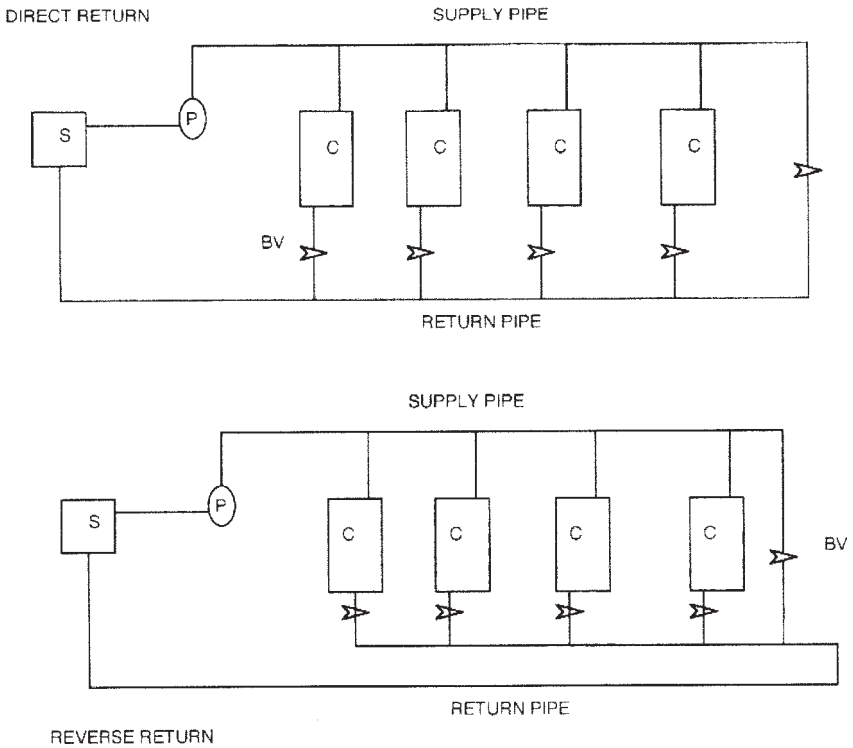 DIRECT RETURN
SUPPLY PIPE
S
P
C
C
C
C
BV
RETURN PIPE
SUPPLY PIPE
S
P
C
C
C
C
BV
RETURN PIPE
REVERSE RETURN